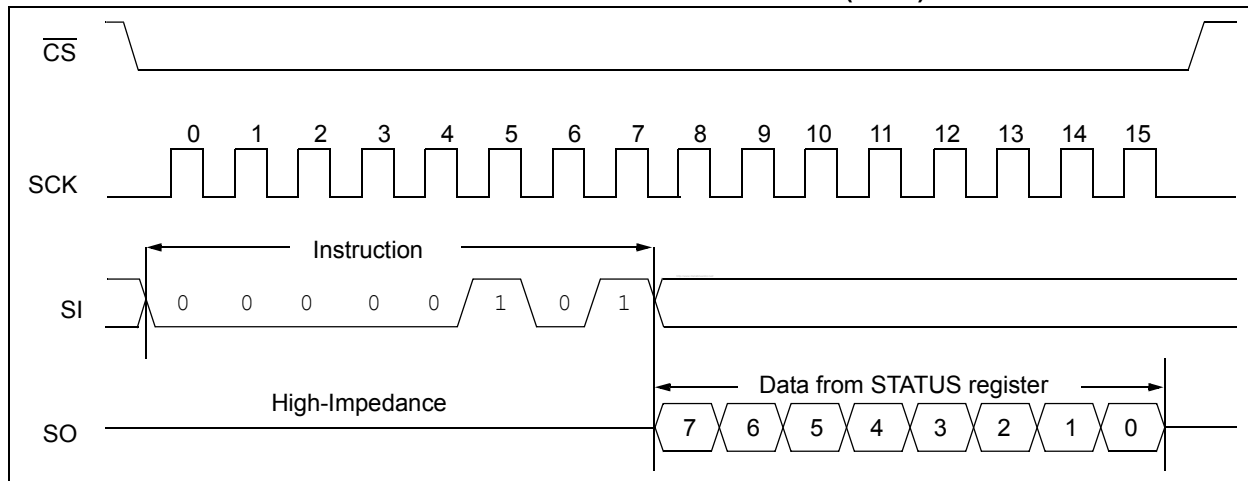 CS
0 1 2 3 4 5 6 7 8 9 10 11 12 13 14 15
SCK
Instruction
SI 0 0 0 0 0 1 0 1
Data from STATUS register
High-Impedance
SO 7 6 5 4 3 2 1 0